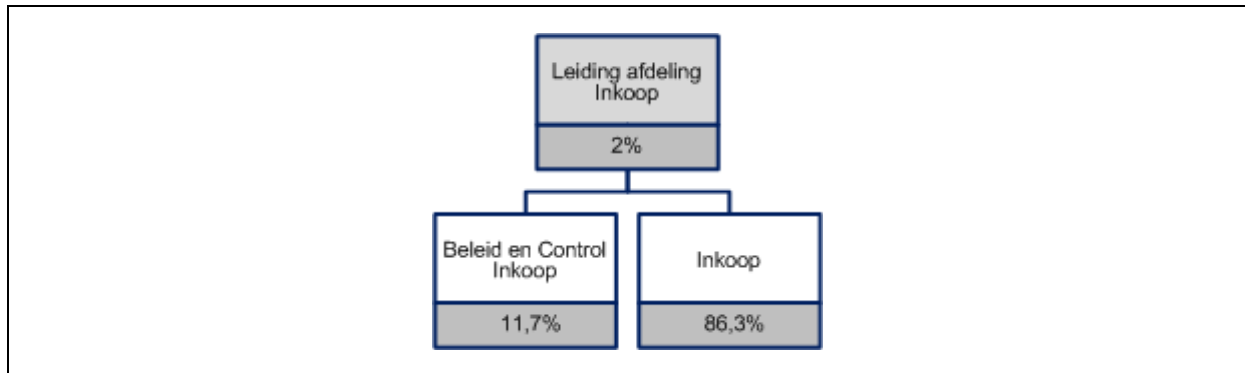 Leiding afdeling
Inkoop
2%
Beleid en Control
Inkoop
11,7%
Inkoop
86,3%